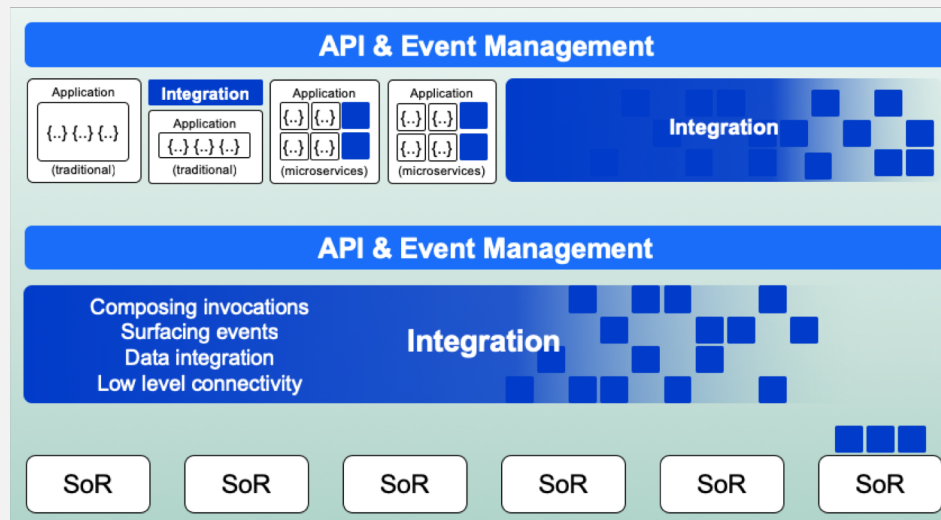 API & Event Management
Application
{..} {..} {..}
(traditional)
Integration
Application
{..} {..} {..}
(traditional)
Application
{..} {..}
{..} {..}
(microservices)
Application
{..} {..}
{..} {..}
(microservices)
Integration
API & Event Management
Composing invocations
Surfacing events
Data integration
Low level connectivity
Integration
SoR
SoR
SoR
SoR
SoR
SoR